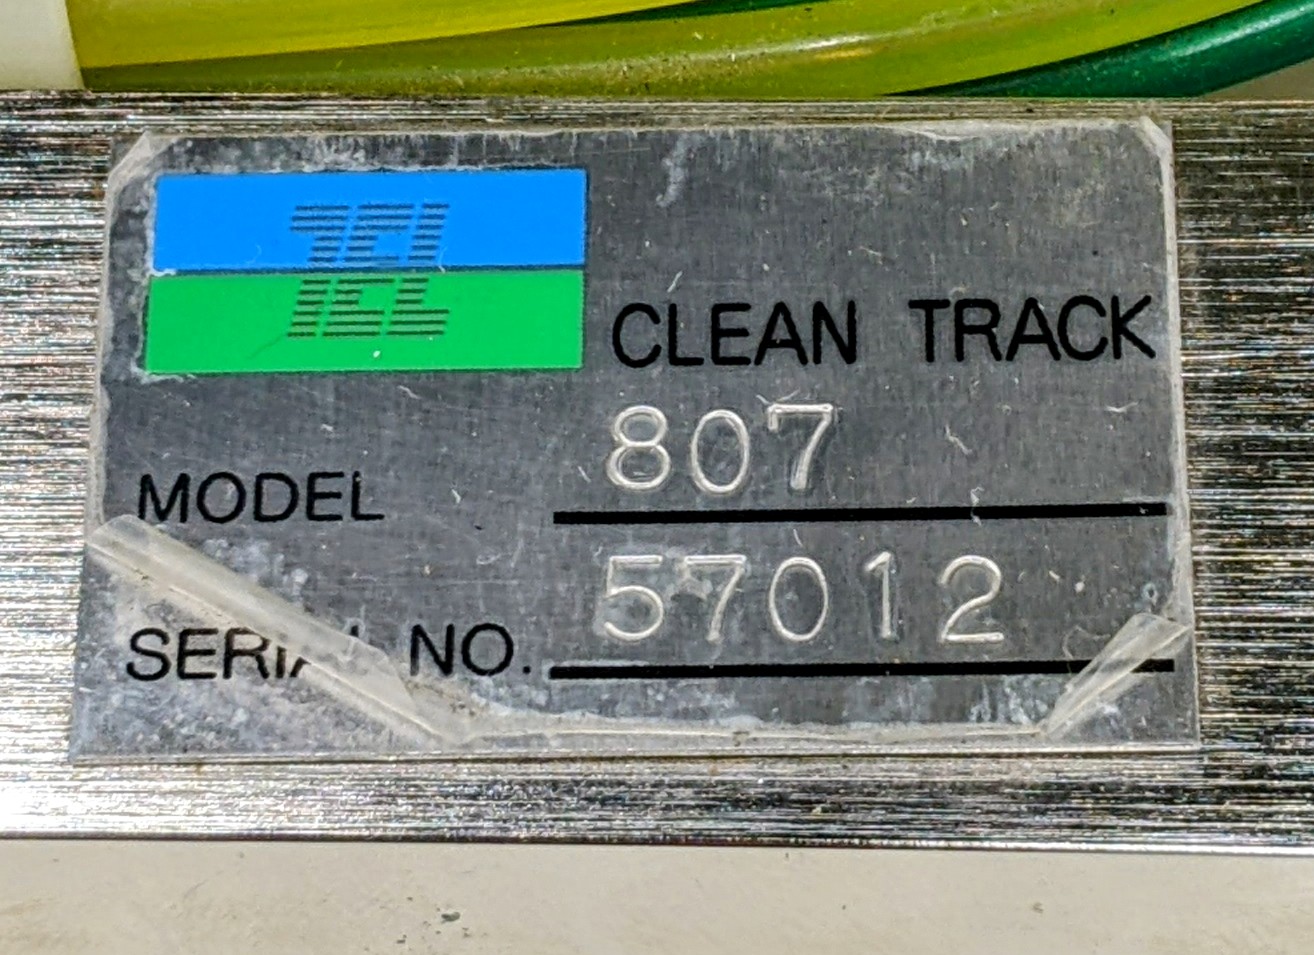 TEL
CLEAN TRACK
MODEL 807
SERIAL NO. 57012